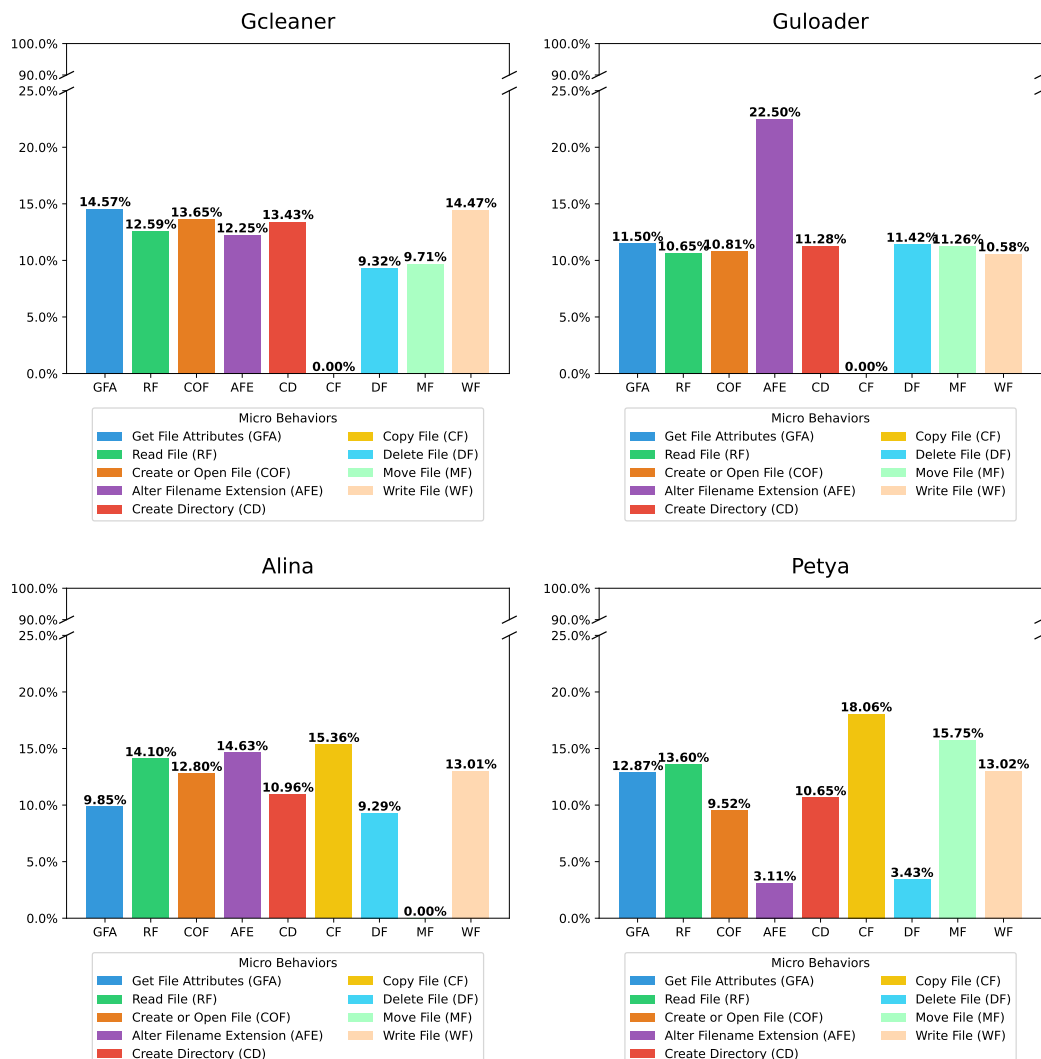 Gcleaner
100.0%
90.0%
25.0%
20.0%
15.0%
10.0%
5.0%
0.0%
14.57%
12.59%
13.65%
12.25%
13.43%
0.00%
9.32%
9.71%
14.47%
GFA RF COF AFE CD CF DF MF WF
Micro Behaviors
Get File Attributes (GFA)
Read File (RF)
Create or Open File (COF)
Alter Filename Extension (AFE)
Create Directory (CD)
Copy File (CF)
Delete File (DF)
Move File (MF)
Write File (WF)
Guloader
100.0%
90.0%
25.0%
20.0%
15.0%
10.0%
5.0%
0.0%
11.50%
10.65%
10.81%
22.50%
11.28%
0.00%
11.42%
11.26%
10.58%
GFA RF COF AFE CD CF DF MF WF
Micro Behaviors
Get File Attributes (GFA)
Read File (RF)
Create or Open File (COF)
Alter Filename Extension (AFE)
Create Directory (CD)
Copy File (CF)
Delete File (DF)
Move File (MF)
Write File (WF)
Alina
100.0%
90.0%
25.0%
20.0%
15.0%
10.0%
5.0%
0.0%
9.85%
14.10%
12.80%
14.63%
10.96%
15.36%
9.29%
0.00%
13.01%
GFA RF COF AFE CD CF DF MF WF
Micro Behaviors
Get File Attributes (GFA)
Read File (RF)
Create or Open File (COF)
Alter Filename Extension (AFE)
Create Directory (CD)
Copy File (CF)
Delete File (DF)
Move File (MF)
Write File (WF)
Petya
100.0%
90.0%
25.0%
20.0%
15.0%
10.0%
5.0%
0.0%
12.87%
13.60%
9.52%
3.11%
10.65%
18.06%
3.43%
15.75%
13.02%
GFA RF COF AFE CD CF DF MF WF
Micro Behaviors
Get File Attributes (GFA)
Read File (RF)
Create or Open File (COF)
Alter Filename Extension (AFE)
Create Directory (CD)
Copy File (CF)
Delete File (DF)
Move File (MF)
Write File (WF)